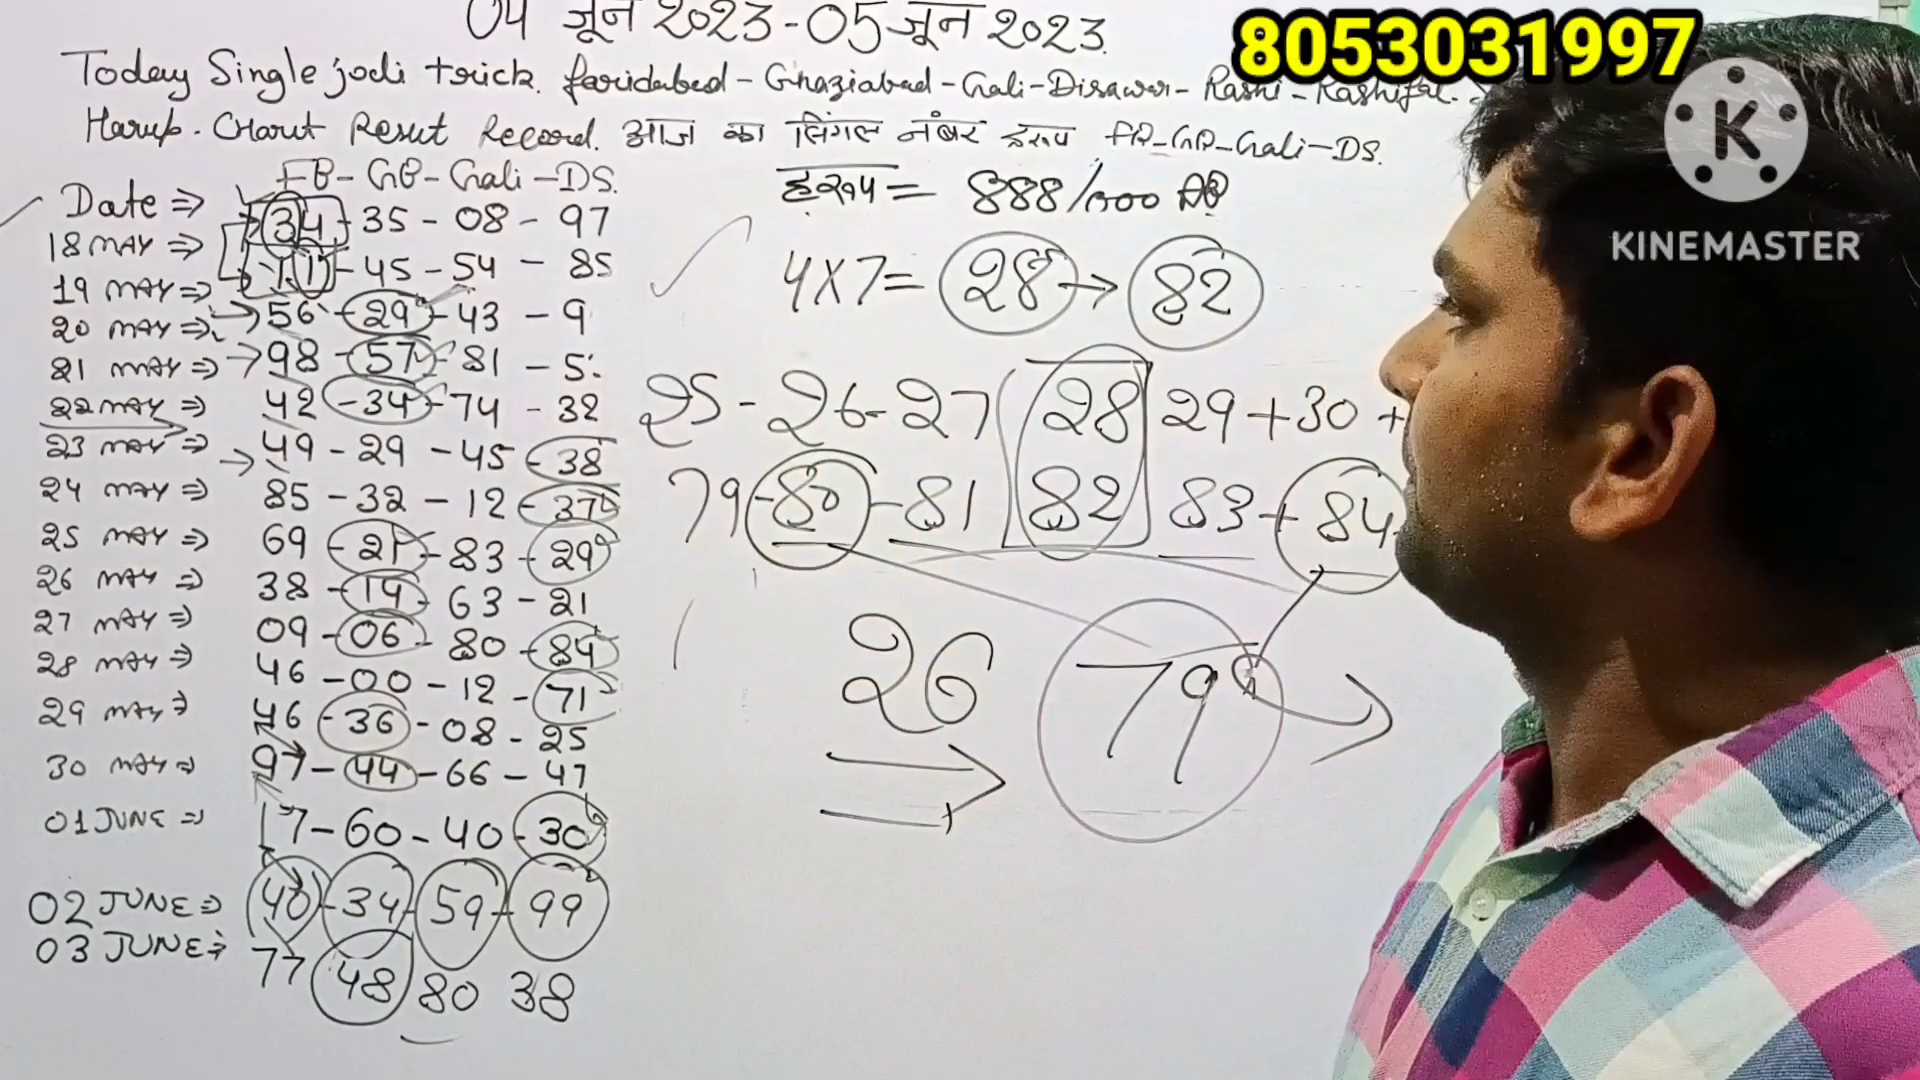 04 जून 2023-05 जून 2023
8053031997
Today Single jodi trick. faridabad-Ghaziabad-Gali-Disawar-Rashi-Rashifal.
Harup. Chart Resut Record. आज का सिंगल नंबर हरूप FB-GB-Gali-DS.
KINEMASTER
FB-GB-Gali-DS.
Date ⇒ 34-35-08-97
18 MAY ⇒ 11-45-54-85
19 MAY ⇒ 56-29-43-9
20 MAY ⇒ 98-57-81-5
21 MAY ⇒ 42-34-74-32
22 MAY ⇒ 49-29-45-38
23 MAY ⇒ 85-32-12-37
24 MAY ⇒ 69-21-83-29
25 MAY ⇒ 38-14-63-21
26 MAY ⇒ 09-06-80-84
27 MAY ⇒ 46-00-12-71
28 MAY ⇒ 46-36-08-25
29 MAY ⇒ 97-44-66-47
30 MAY ⇒
01 JUNE ⇒ 17-60-40-30
02 JUNE ⇒ 40-34-59-99
03 JUNE ⇒ 77 48 80 38
= 888/1000
4X7= 28→82
25-26-27 28 29+30+
79-80-81 82 83+84
26 79